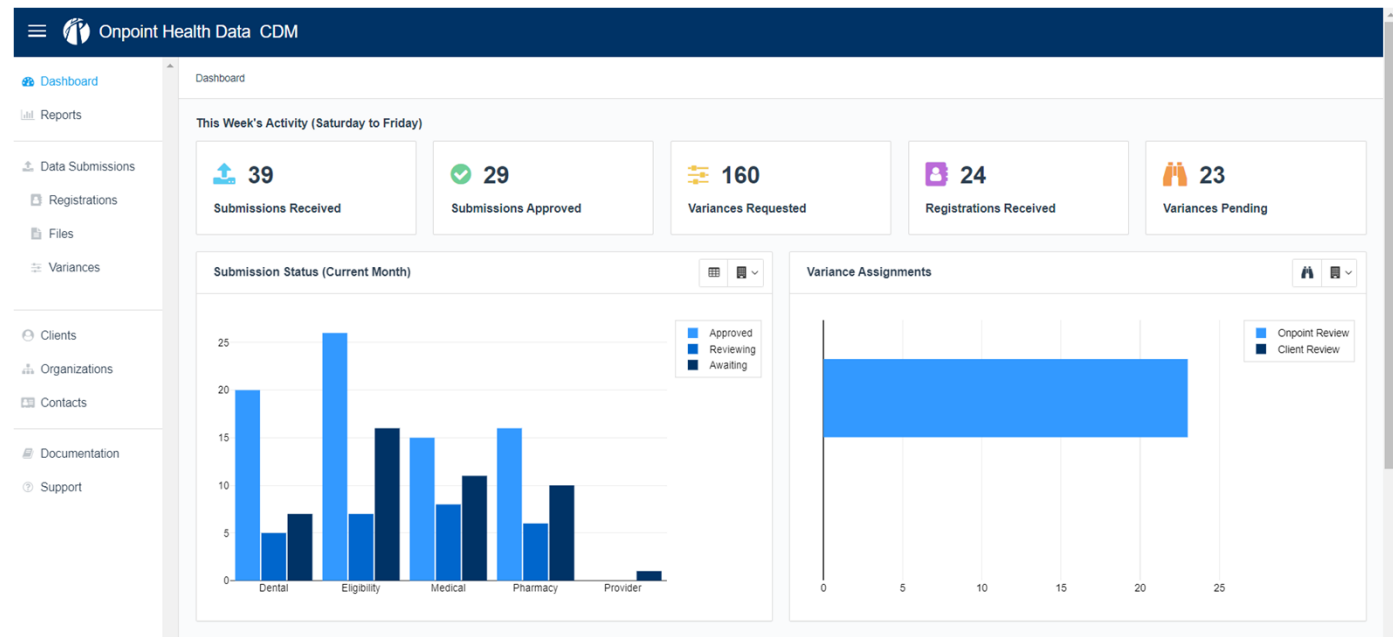 Onpoint Health Data CDM
Dashboard
Reports
Data Submissions
Registrations
Files
Variances
Clients
Organizations
Contacts
Documentation
Support
Dashboard
This Week's Activity (Saturday to Friday)
39
Submissions Received
29
Submissions Approved
160
Variances Requested
24
Registrations Received
23
Variances Pending
Submission Status (Current Month)
25
20
15
10
5
0
Dental Eligibility Medical Pharmacy Provider
Approved
Reviewing
Awaiting
Variance Assignments
Onpoint Review
Client Review
0 5 10 15 20 25